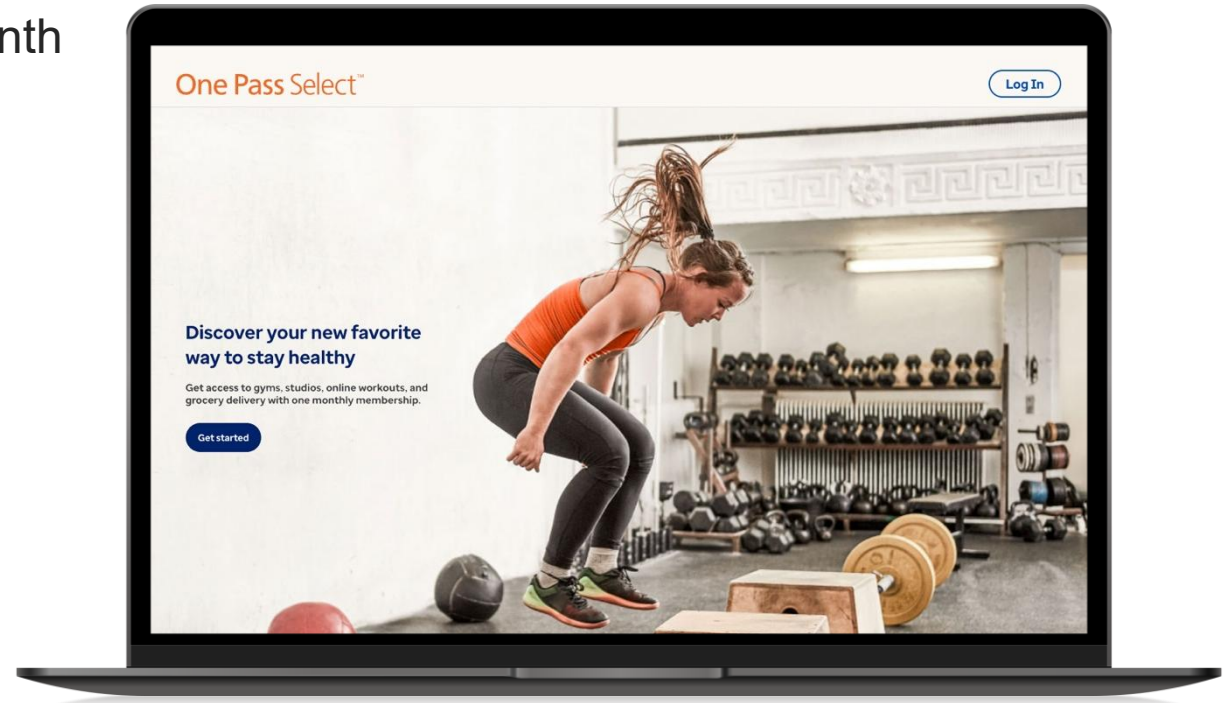 nth
One Pass Select™
Log In
Discover your new favorite
way to stay healthy
Get access to gyms, studios, online workouts, and
grocery delivery with one monthly membership.
Get started